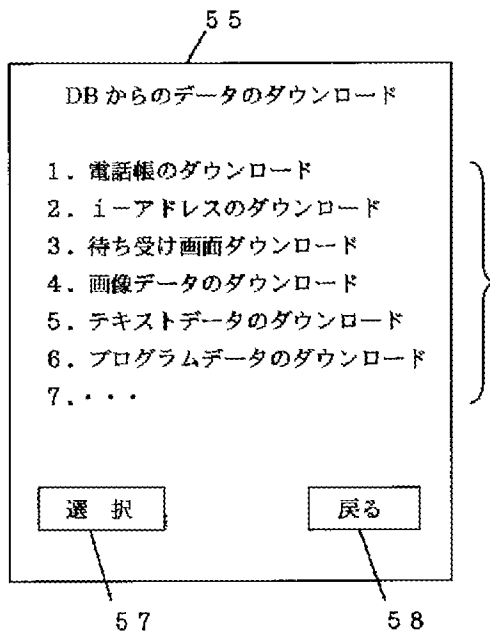 ５５
DBからのデータのダウンロード
１．電話帳のダウンロード
２．ｉーアドレスのダウンロード
３．待ち受け画面ダウンロード
４．画像データのダウンロード
５．テキストデータのダウンロード
６．プログラムデータのダウンロード
７．・・・
選 択
戻る
５７
５８